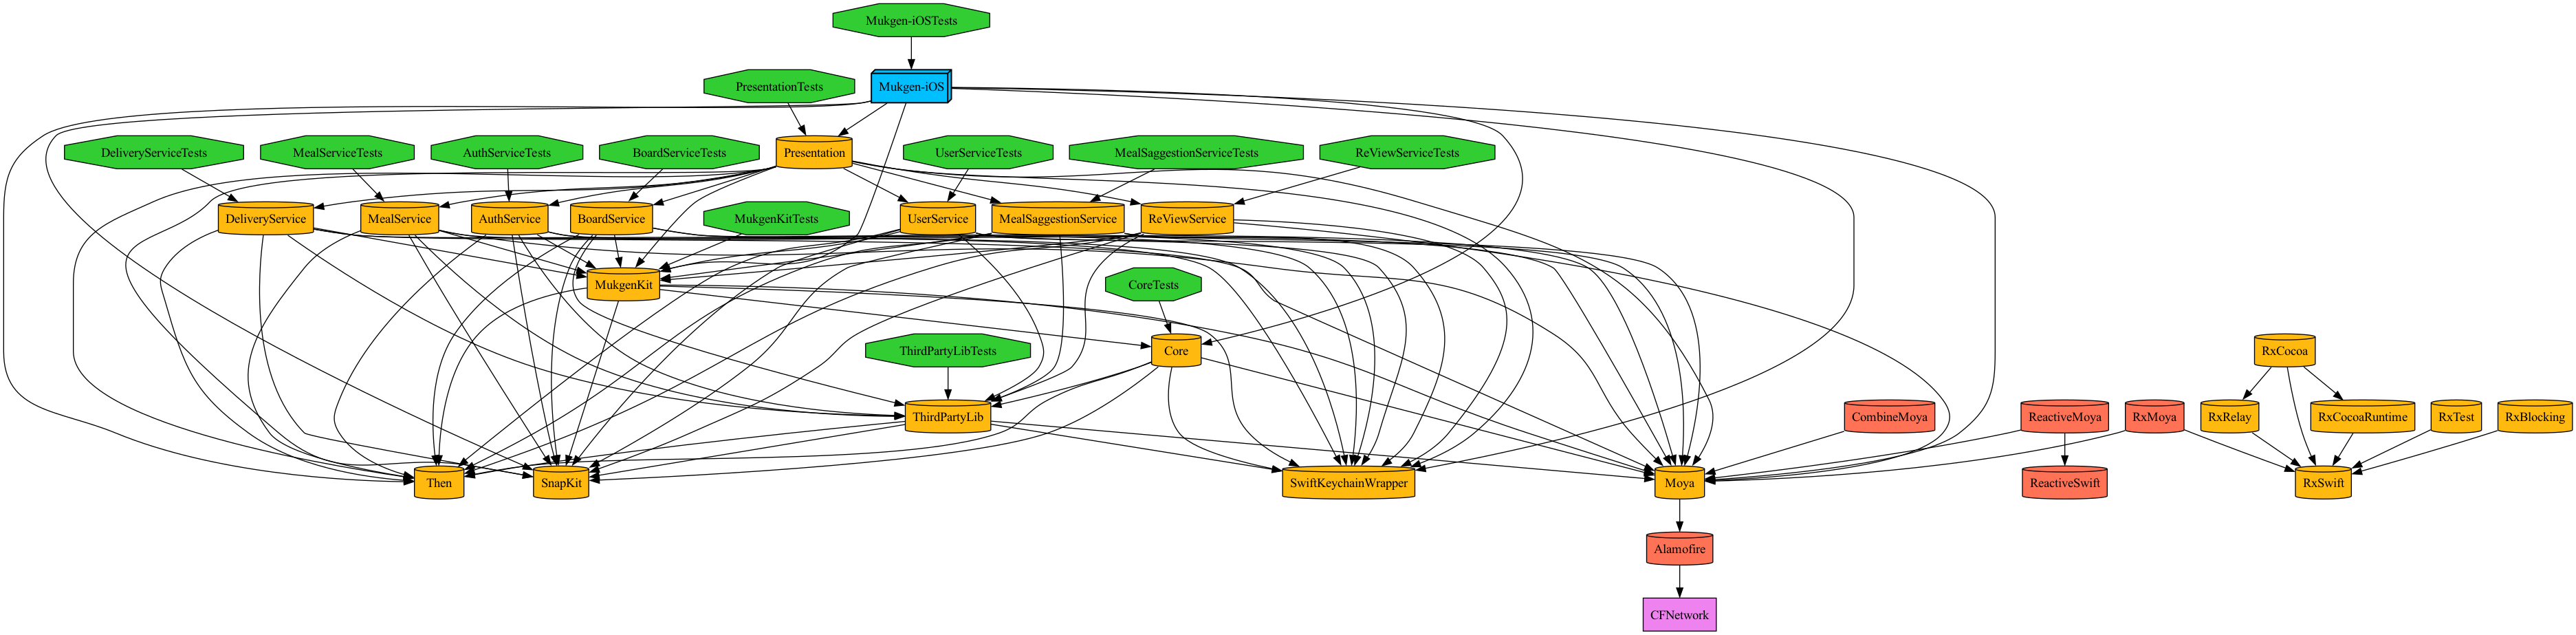 Mukgen-iOSTests
PresentationTests
Mukgen-iOS
DeliveryServiceTests
MealServiceTests
AuthServiceTests
BoardServiceTests
Presentation
UserServiceTests
MealSaggestionServiceTests
ReViewServiceTests
DeliveryService
MealService
AuthService
BoardService
MukgenKitTests
UserService
MealSaggestionService
ReViewService
MukgenKit
CoreTests
ThirdPartyLibTests
Core
RxCocoa
ThirdPartyLib
CombineMoya
ReactiveMoya
RxMoya
RxRelay
RxCocoaRuntime
RxTest
RxBlocking
Then
SnapKit
SwiftKeychainWrapper
Moya
ReactiveSwift
RxSwift
Alamofire
CFNetwork